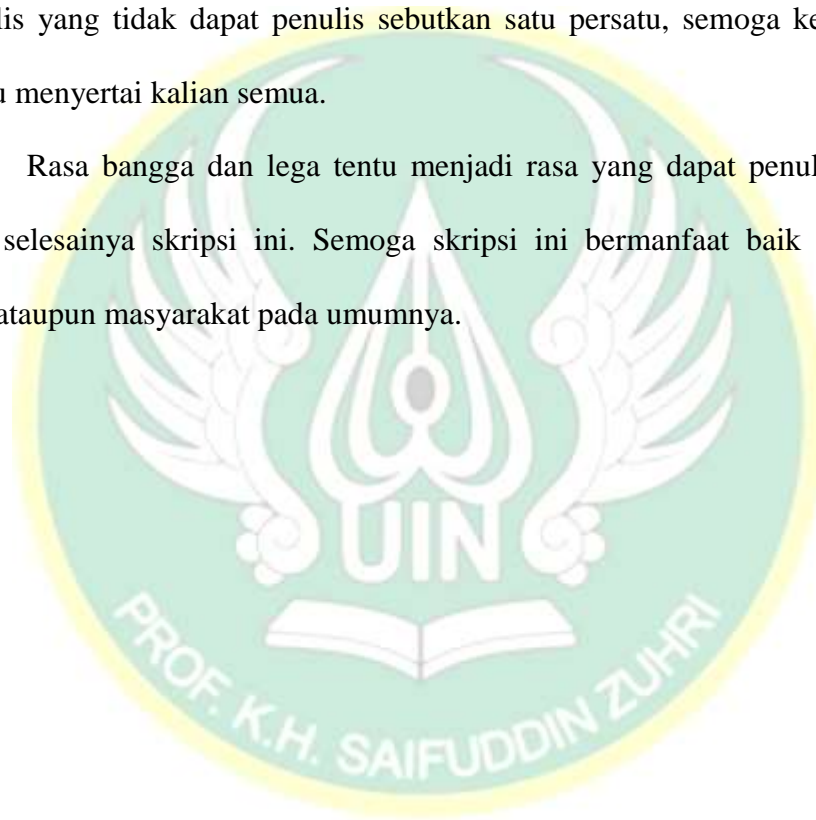 lis yang tidak dapat penulis sebutkan satu persatu, semoga ke
u menyertai kalian semua.
Rasa bangga dan lega tentu menjadi rasa yang dapat penul
selesainya skripsi ini. Semoga skripsi ini bermanfaat baik
ataupun masyarakat pada umumnya.
UIN
PROF. K.H. SAIFUDDIN ZUHRI